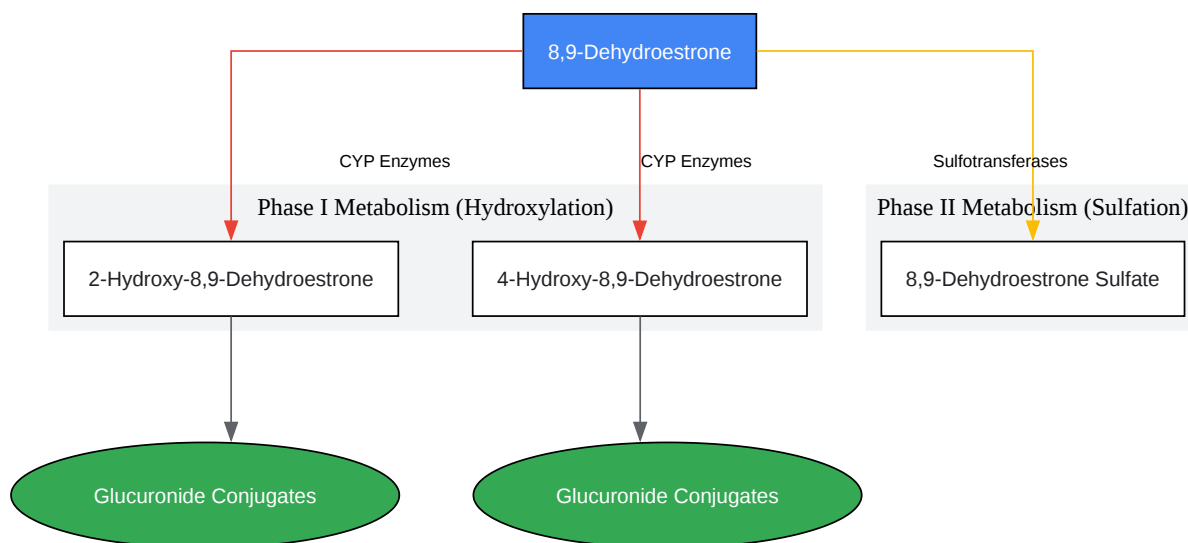 8,9-Dehydroestrone
CYP Enzymes
CYP Enzymes
Sulfotransferases
Phase I Metabolism (Hydroxylation)
Phase II Metabolism (Sulfation)
2-Hydroxy-8,9-Dehydroestrone
4-Hydroxy-8,9-Dehydroestrone
8,9-Dehydroestrone Sulfate
Glucuronide Conjugates
Glucuronide Conjugates